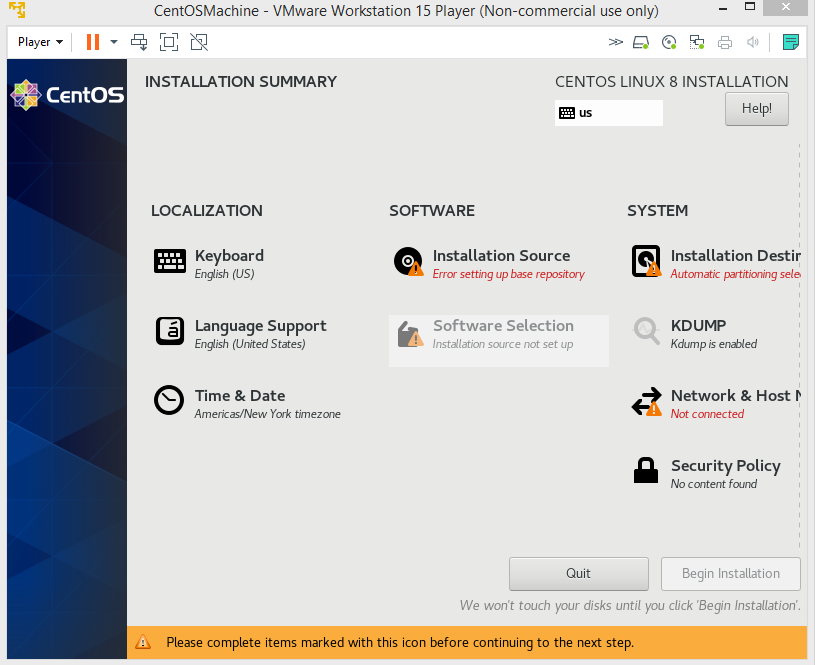 CentOSMachine - VMware Workstation 15 Player (Non-commercial use only)
Player
CentOS
INSTALLATION SUMMARY
CENTOS LINUX 8 INSTALLATION
us
Help!
LOCALIZATION
Keyboard
English (US)
Language Support
English (United States)
Time & Date
Americas/New York timezone
SOFTWARE
Installation Source
Error setting up base repository
Software Selection
Installation source not set up
SYSTEM
Installation Destin
Automatic partitioning sele
KDUMP
Kdump is enabled
Network & Host N
Not connected
Security Policy
No content found
Quit
Begin Installation
We won't touch your disks until you click 'Begin Installation'.
Please complete items marked with this icon before continuing to the next step.